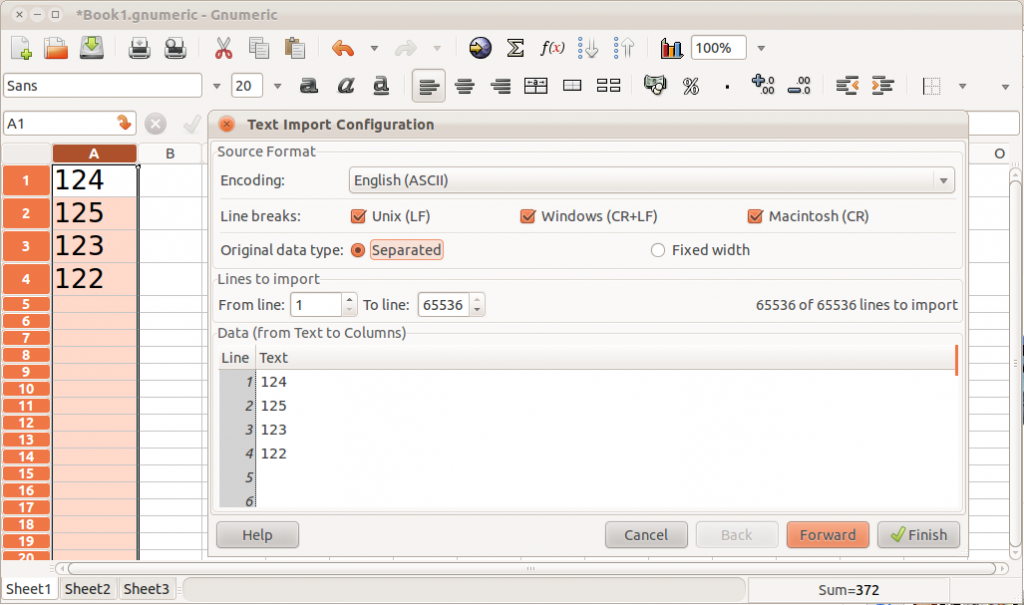 *Book1.gnumeric - Gnumeric
f(x) 100%
Sans 20 a a a
% +.0 .00 .00
A1
Text Import Configuration
A B O
Source Format
Encoding: English (ASCII)
Line breaks: Unix (LF) Windows (CR+LF) Macintosh (CR)
Original data type: Separated Fixed width
Lines to import
From line: 1 To line: 65536 65536 of 65536 lines to import
Data (from Text to Columns)
Line Text
1 124
2 125
3 123
4 122
5
6
1 124
2 125
3 123
4 122
5
6
7
8
9
10
11
12
13
14
15
16
17
18
19
20
Help Cancel Back Forward Finish
Sheet1 Sheet2 Sheet3 Sum=372